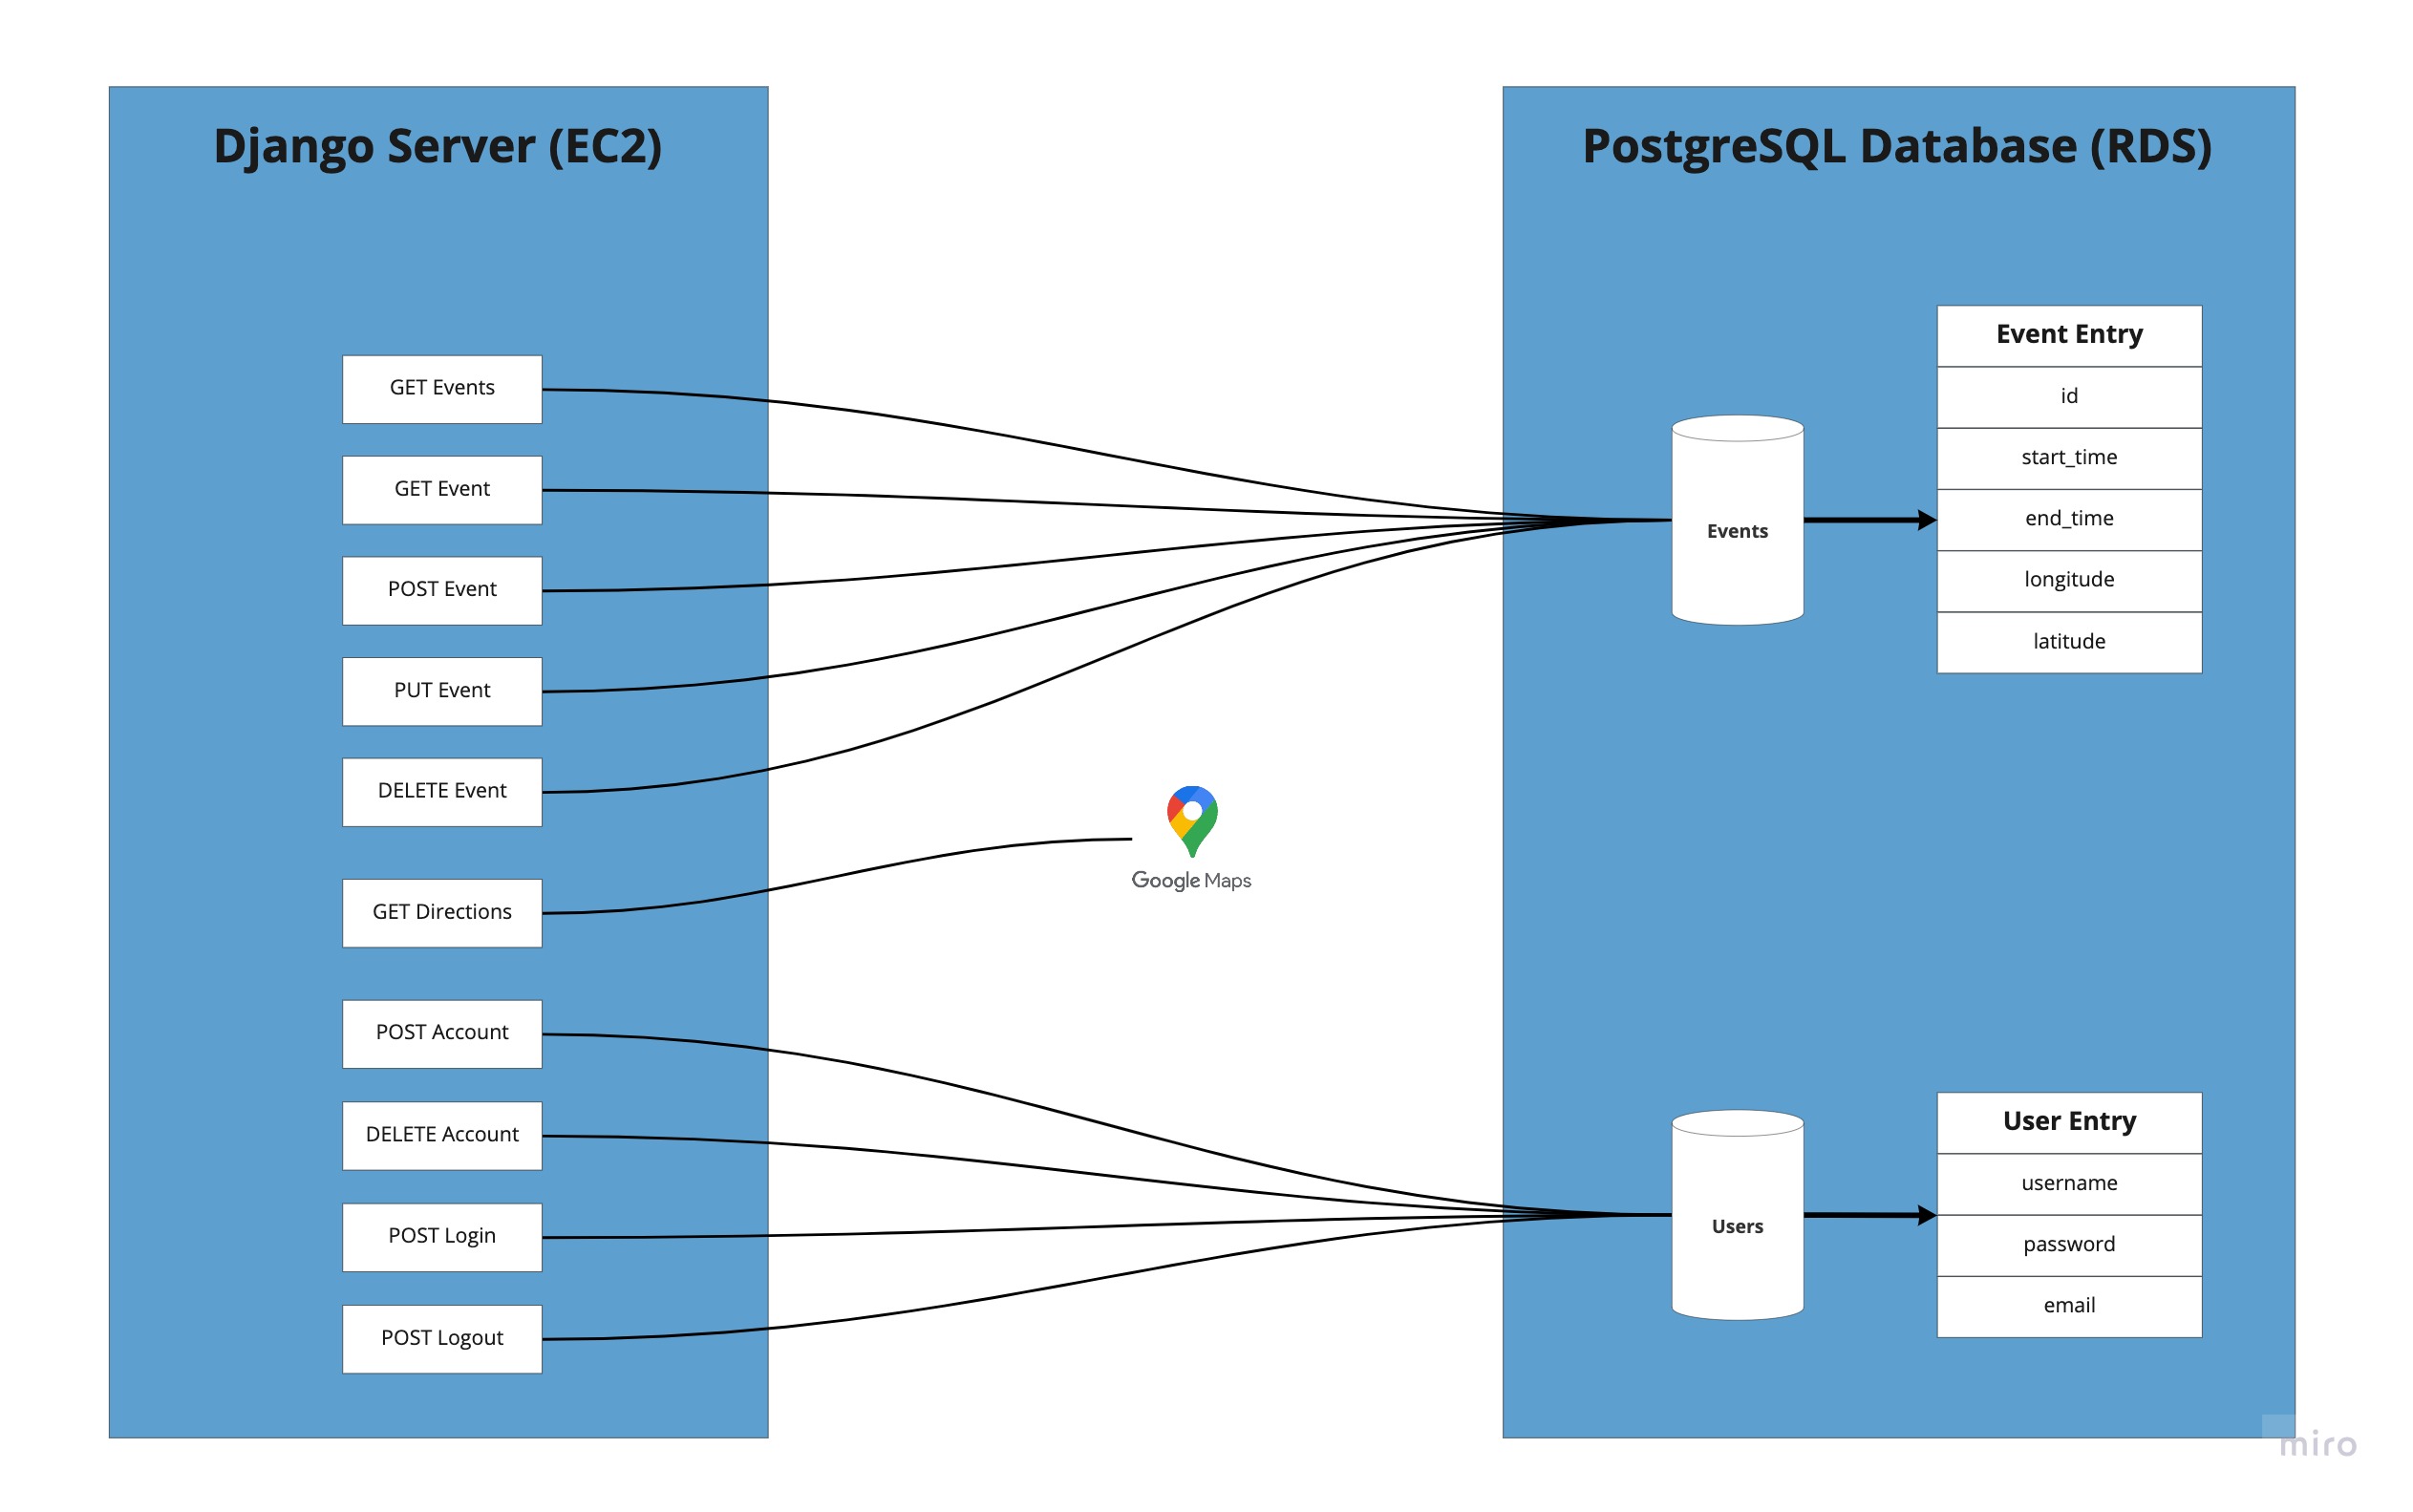 Django Server (EC2)
GET Events
GET Event
POST Event
PUT Event
DELETE Event
GET Directions
POST Account
DELETE Account
POST Login
POST Logout
Google Maps
PostgreSQL Database (RDS)
Events
Event Entry
id
start_time
end_time
longitude
latitude
Users
User Entry
username
password
email
miro